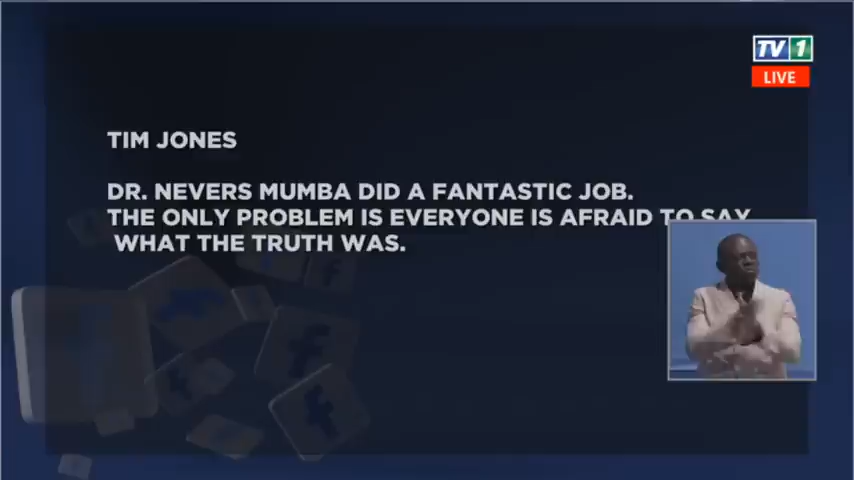 TV1
LIVE
TIM JONES
DR. NEVERS MUMBA DID A FANTASTIC JOB.
THE ONLY PROBLEM IS EVERYONE IS AFRAID TO SAY
WHAT THE TRUTH WAS.